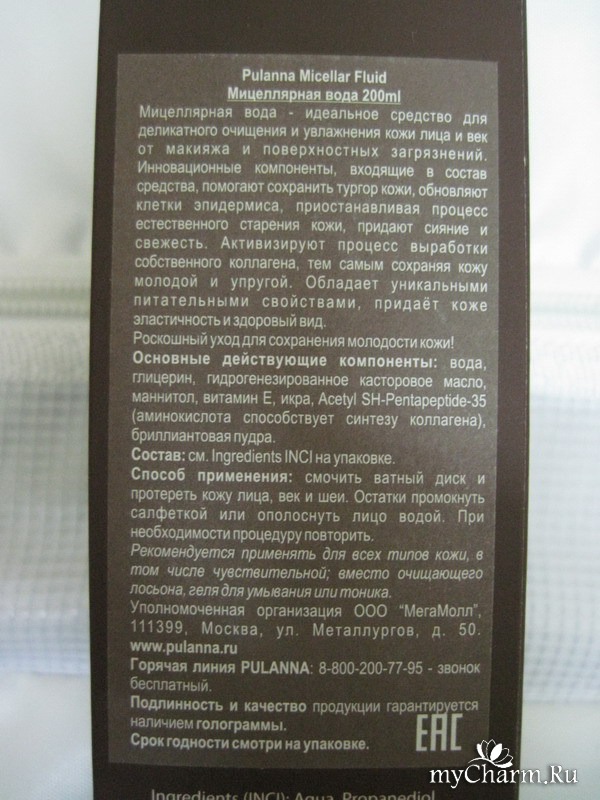 Pulanna Micellar Fluid
Мицеллярная вода 200ml
Мицеллярная вода - идеальное средство для
деликатного очищения и увлажнения кожи лица и век
от макияжа и поверхностных загрязнений.
Инновационные компоненты, входящие в состав
средства, помогают сохранить тургор кожи, обновляют
клетки эпидермиса, приостанавливая процесс
естественного старения кожи, придают сияние и
свежесть. Активизируют процесс выработки
собственного коллагена, тем самым сохраняя кожу
молодой и упругой. Обладает уникальными
питательными свойствами, придаёт коже
эластичность и здоровый вид.
Роскошный уход для сохранения молодости кожи!
Основные действующие компоненты: вода,
глицерин, гидрогенезированное касторовое масло,
маннитол, витамин Е, икра, Acetyl SH-Pentapeptide-35
(аминокислота способствует синтезу коллагена),
бриллиантовая пудра.
Состав: см. Ingredients INCI на упаковке.
Способ применения: смочить ватный диск и
протереть кожу лица, век и шеи. Остатки промокнуть
салфеткой или ополоснуть лицо водой. При
необходимости процедуру повторить.
Рекомендуется применять для всех типов кожи, в
том числе чувствительной; вместо очищающего
лосьона, геля для умывания или тоника.
Уполномоченная организация ООО “МегаМолл”,
111399, Москва, ул. Металлургов, д. 50.
www.pulanna.ru
Горячая линия PULANNA: 8-800-200-77-95 - звонок
бесплатный.
Подлинность и качество продукции гарантируется
наличием голограммы.
Срок годности смотри на упаковке.
EAC
Ingredients (INCI): Aqua, Propanediol,
myCharm.Ru